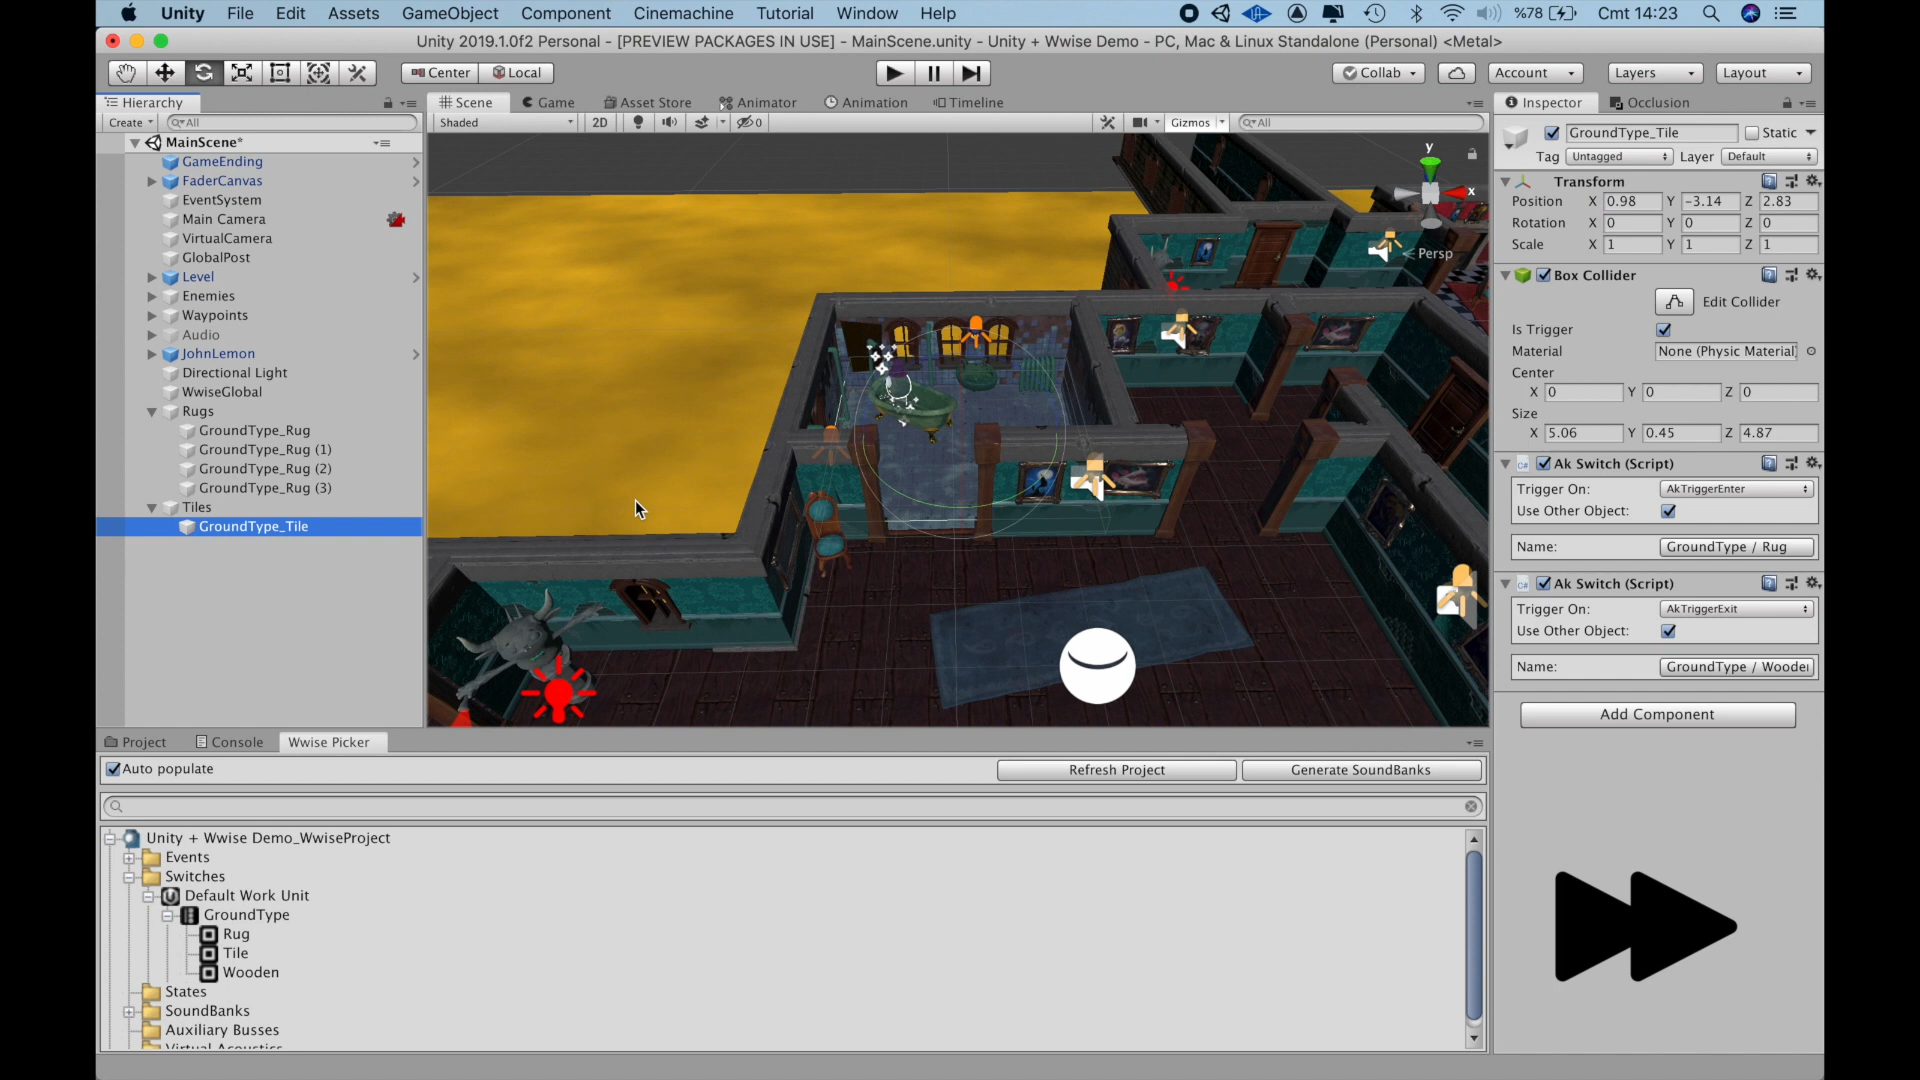 Unity File Edit Assets GameObject Component Cinemachine Tutorial Window Help %78 Cmt 14:23
Unity 2019.1.0f2 Personal - [PREVIEW PACKAGES IN USE] - MainScene.unity - Unity + Wwise Demo - PC, Mac & Linux Standalone (Personal) <Metal>
Center Local Collab Account Layers Layout
Hierarchy
Create All
MainScene*
GameEnding
FaderCanvas
EventSystem
Main Camera
VirtualCamera
GlobalPost
Level
Enemies
Waypoints
Audio
JohnLemon
Directional Light
WwiseGlobal
Rugs
GroundType_Rug
GroundType_Rug (1)
GroundType_Rug (2)
GroundType_Rug (3)
Tiles
GroundType_Tile
Scene Game Asset Store Animator Animation Timeline
Shaded 2D 0 Gizmos All
y
x
Persp
Inspector Occlusion
GroundType_Tile Static
Tag Untagged Layer Default
Transform
Position X 0.98 Y -3.14 Z 2.83
Rotation X 0 Y 0 Z 0
Scale X 1 Y 1 Z 1
Box Collider
Edit Collider
Is Trigger
Material None (Physic Material)
Center
X 0 Y 0 Z 0
Size
X 5.06 Y 0.45 Z 4.87
Ak Switch (Script)
Trigger On: AkTriggerEnter
Use Other Object:
Name: GroundType / Rug
Ak Switch (Script)
Trigger On: AkTriggerExit
Use Other Object:
Name: GroundType / Wooden
Add Component
Project Console Wwise Picker
Auto populate Refresh Project Generate SoundBanks
Unity + Wwise Demo_WwiseProject
Events
Switches
Default Work Unit
GroundType
Rug
Tile
Wooden
States
SoundBanks
Auxiliary Busses
Virtual Acoustics